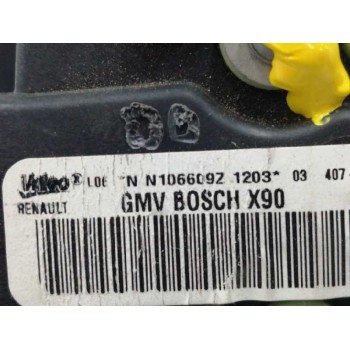 Valeo L06 *N N106609Z 1203* 03 407
RENAULT GMV BOSCH X90